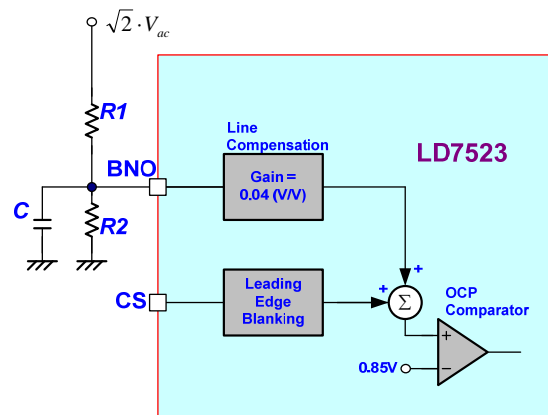 √2 · Vac
R1
Line
Compensation
LD7523
BNO
Gain =
0.04 (V/V)
C
R2
+
CS
Leading
Edge
Blanking
+
Σ
OCP
Comparator
+
0.85V
−